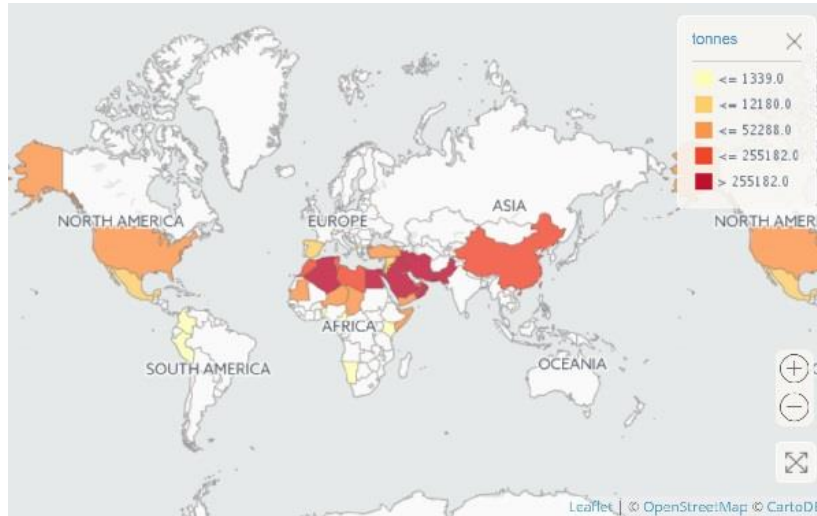 tonnes
<= 1339.0
<= 12180.0
<= 52288.0
<= 255182.0
> 255182.0
ASIA
NORTH AMERICA
EUROPE
NORTH AMERI
AFRICA
SOUTH AMERICA
OCEANIA
Leaflet | © OpenStreetMap © CartoDB